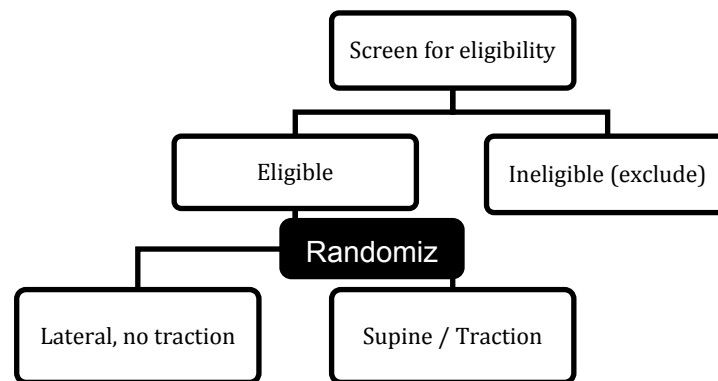 Screen for eligibility
Eligible
Ineligible (exclude)
Randomiz
Lateral, no traction
Supine / Traction